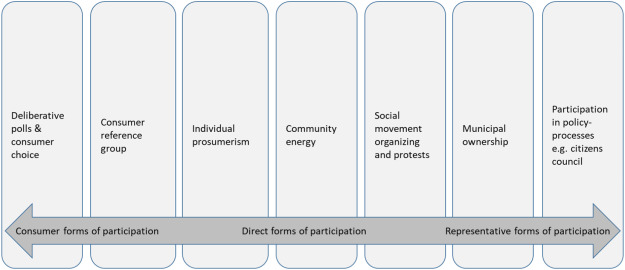 Deliberative
polls &
consumer
choice
Consumer
reference
group
Individual
prosumerism
Community
energy
Social
movement
organizing
and protests
Municipal
ownership
Participation
in policy-
processes
e.g. citizens
council
Consumer forms of participation
Direct forms of participation
Representative forms of participation